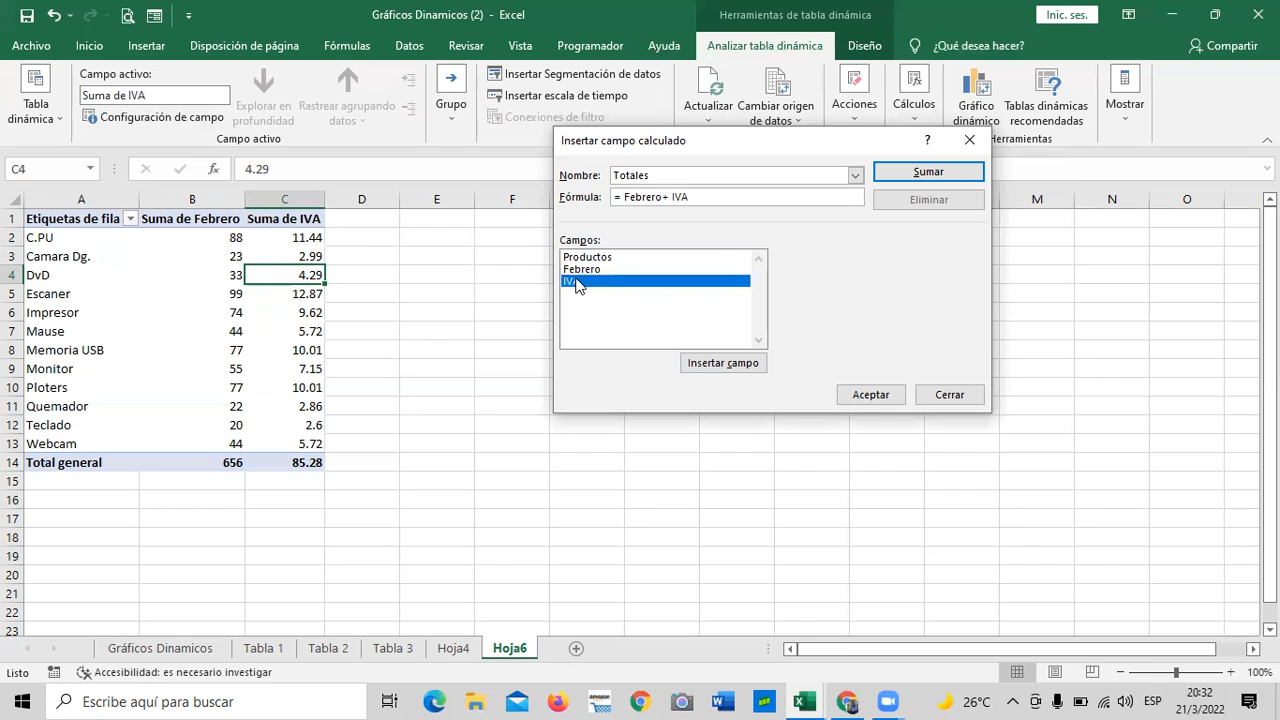 Gráficos Dinamicos (2) - Excel
Herramientas de tabla dinámica
Inic. ses.
Archivo Inicio Insertar Disposición de página Fórmulas Datos Revisar Vista Programador Ayuda Analizar tabla dinámica Diseño ¿Qué desea hacer? Compartir
Tabla dinámica
Campo activo:
Suma de IVA
Configuración de campo
Explorar en profundidad
Rastrear agrupando datos
Campo activo
Grupo
Insertar Segmentación de datos
Insertar escala de tiempo
Conexiones de filtro
Filtrar
Actualizar
Cambiar origen de datos
Acciones
Cálculos
Gráfico dinámico
Tablas dinámicas recomendadas
Mostrar
Herramientas
C4
fx
4.29
Insertar campo calculado
?
Nombre: Totales
Sumar
Fórmula: = Febrero+ IVA
Eliminar
Campos:
Productos
Febrero
IVA
Insertar campo
Aceptar
Cerrar
A B C D E F M N O
1 Etiquetas de fila Suma de Febrero Suma de IVA
2 C.PU 88 11.44
3 Camara Dg. 23 2.99
4 DvD 33 4.29
5 Escaner 99 12.87
6 Impresor 74 9.62
7 Mause 44 5.72
8 Memoria USB 77 10.01
9 Monitor 55 7.15
10 Ploters 77 10.01
11 Quemador 22 2.86
12 Teclado 20 2.6
13 Webcam 44 5.72
14 Total general 656 85.28
15
16
17
18
19
20
21
22
23
Gráficos Dinamicos Tabla 1 Tabla 2 Tabla 3 Hoja4 Hoja6
Listo
Accesibilidad: es necesario investigar
100%
Escribe aquí para buscar
26°C
ESP
20:32
21/3/2022